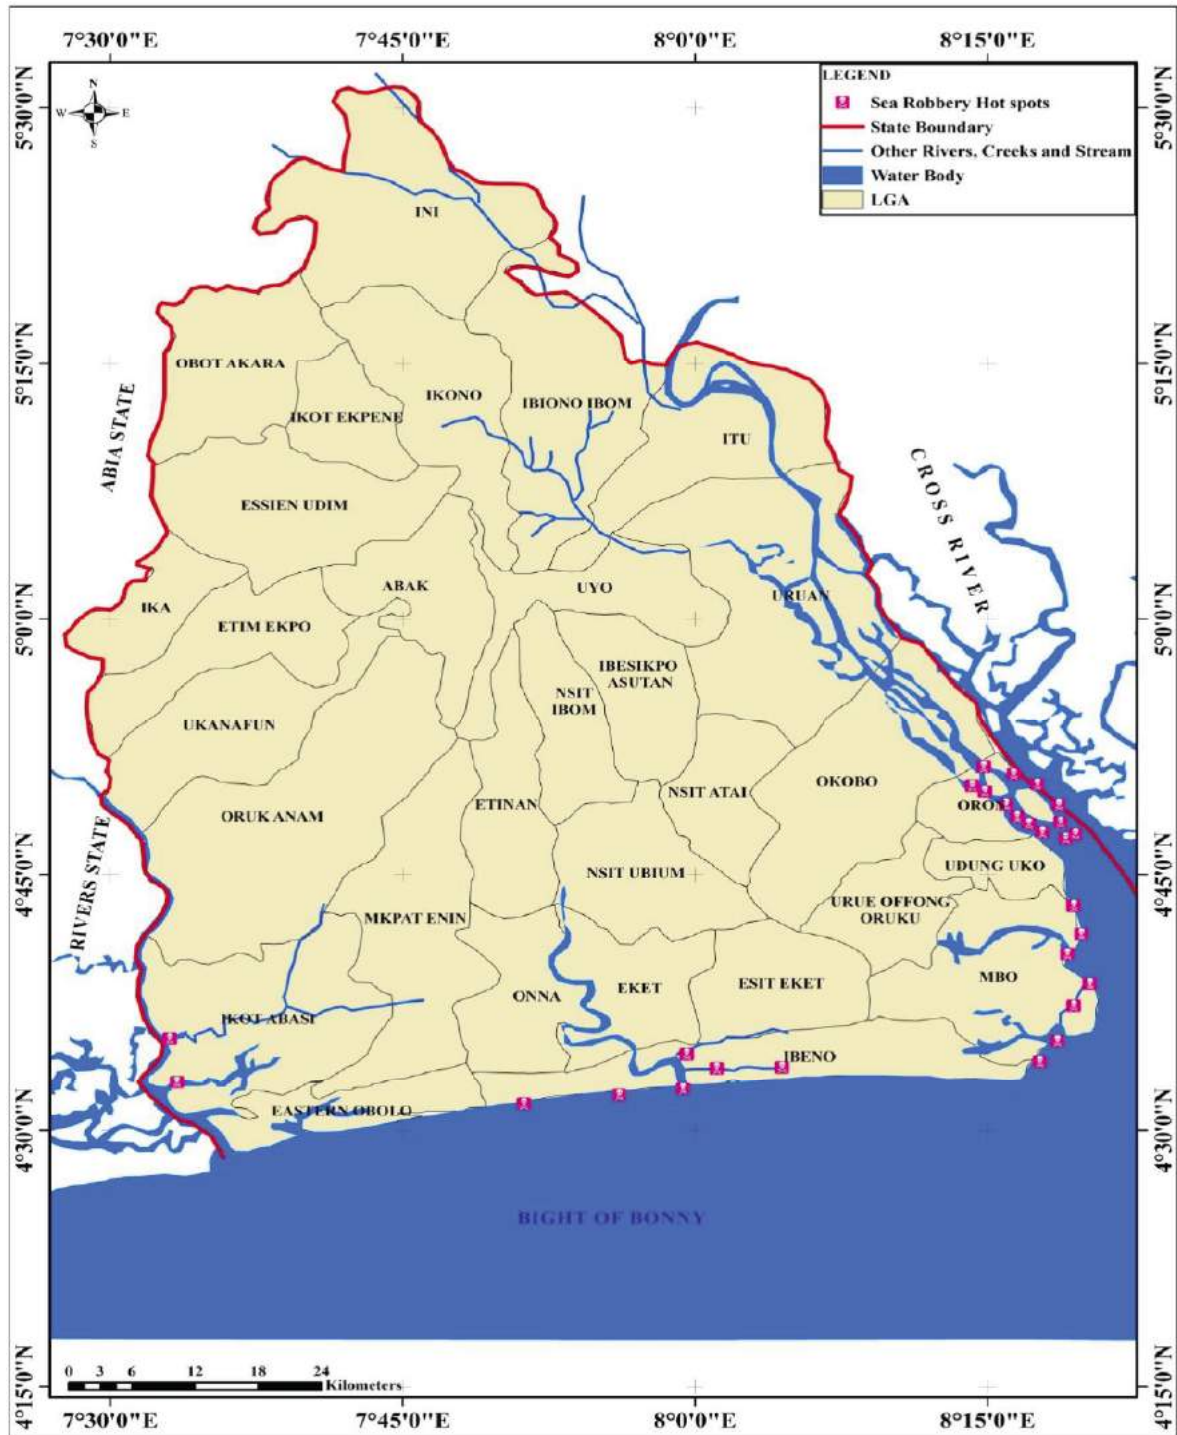 7°30'0"E 7°45'0"E 8°0'0"E 8°15'0"E
5°30'0"N
5°30'0"N
N
W E
S
LEGEND
Sea Robbery Hot spots
State Boundary
Other Rivers, Creeks and Stream
Water Body
LGA
INI
5°15'0"N
5°15'0"N
OBOT AKARA
IKOT EKPENE
IKONO
IBIONO IBOM
ITU
ABIA STATE
CROSS RIVER
ESSIEN UDIM
ABAK
UYO
URUAN
IKA
ETIM EKPO
5°0'0"N
5°0'0"N
IBESIKPO
ASUTAN
NSIT
IBOM
UKANAFUN
NSIT ATAI
OKOBO
ORON
ETINAN
ORUK ANAM
RIVERS STATE
4°45'0"N
4°45'0"N
NSIT UBIUM
UDUNG UKO
URUE OFFONG
ORUKU
MKPAT ENIN
MBO
ESIT EKET
EKET
ONNA
IKOT ABASI
IBENO
EASTERN OBOLO
4°30'0"N
4°30'0"N
BIGHT OF BONNY
0 3 6 12 18 24
Kilometers
4°15'0"N
4°15'0"N
7°30'0"E 7°45'0"E 8°0'0"E 8°15'0"E